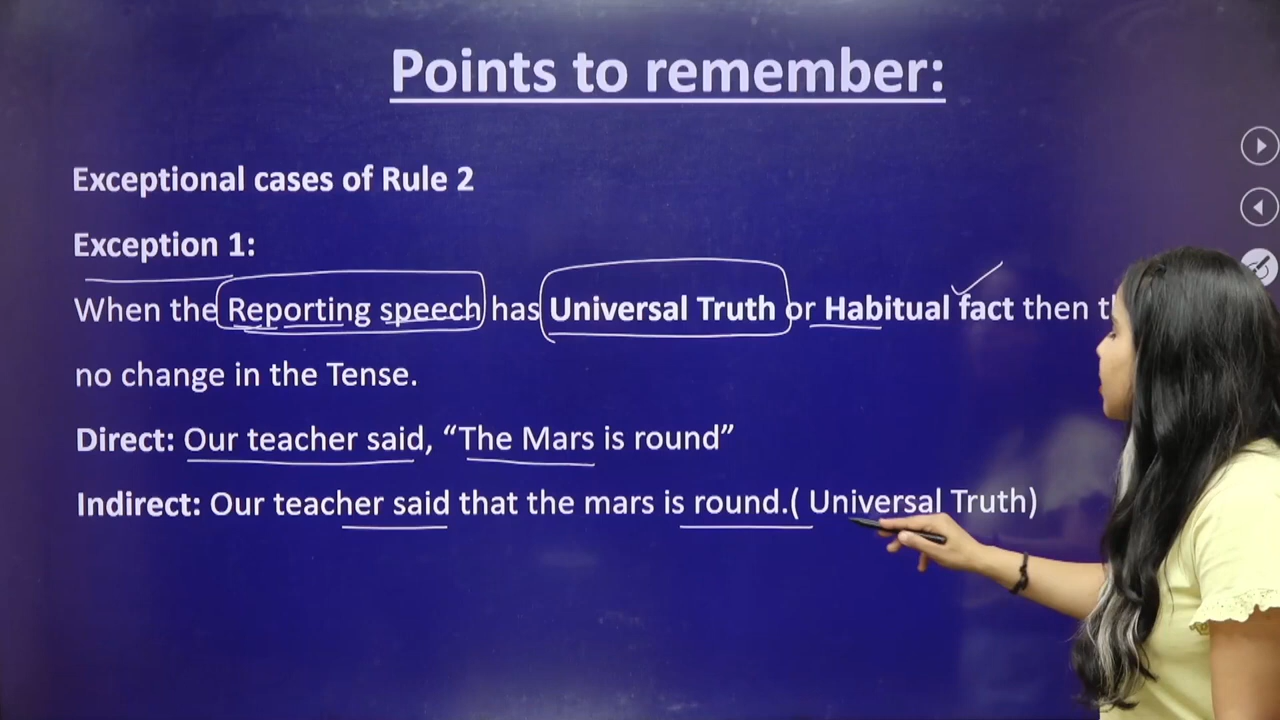 Points to remember:
Exceptional cases of Rule 2
Exception 1:
When the Reporting speech has Universal Truth or Habitual fact then
no change in the Tense.
Direct: Our teacher said, “The Mars is round”
Indirect: Our teacher said that the mars is round.( Universal Truth)